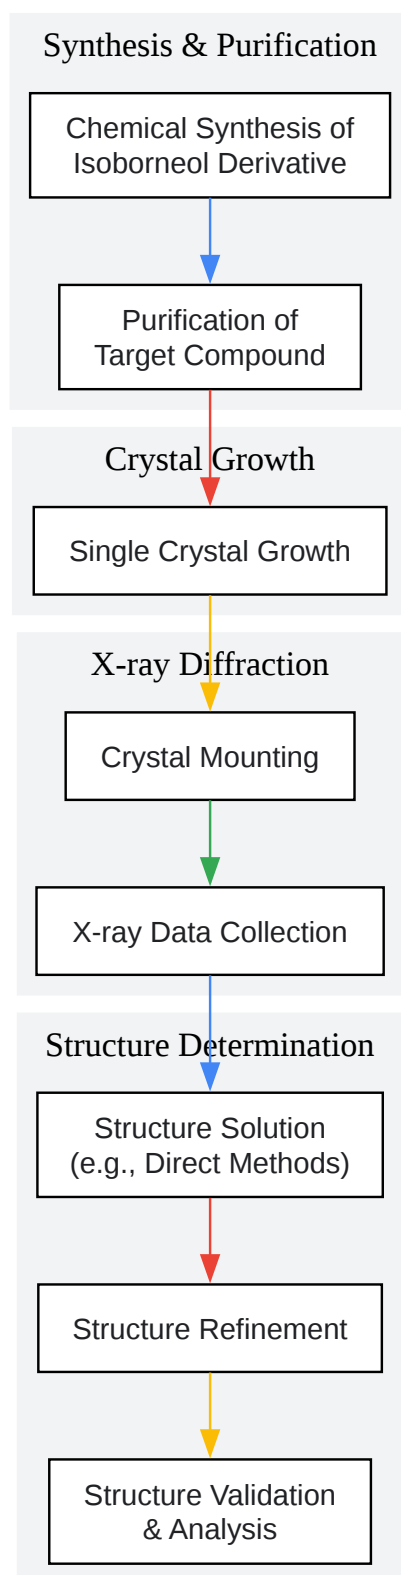 Synthesis & Purification
Chemical Synthesis of
Isoborneol Derivative
Purification of
Target Compound
Crystal Growth
Single Crystal Growth
X-ray Diffraction
Crystal Mounting
X-ray Data Collection
Structure Determination
Structure Solution
(e.g., Direct Methods)
Structure Refinement
Structure Validation
& Analysis